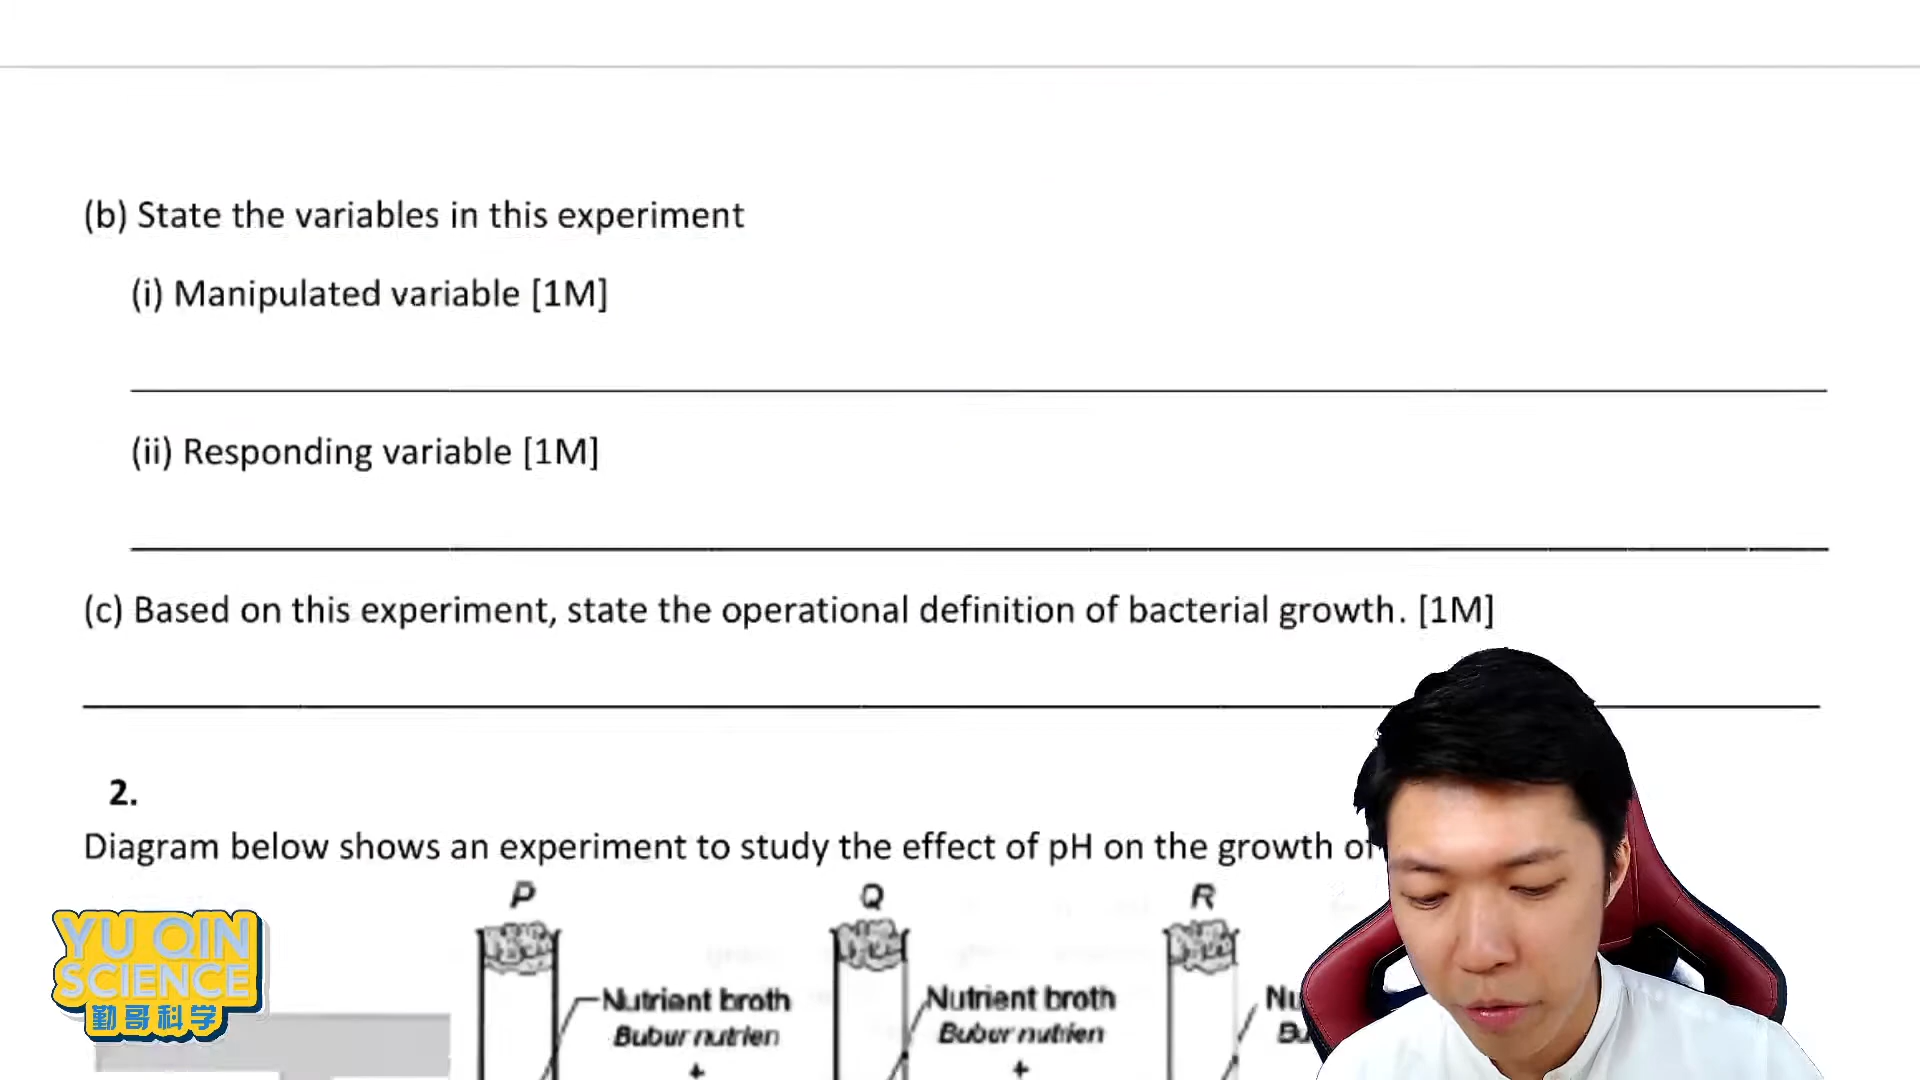 (b) State the variables in this experiment
(i) Manipulated variable [1M]
(ii) Responding variable [1M]
(c) Based on this experiment, state the operational definition of bacterial growth. [1M]
2.
Diagram below shows an experiment to study the effect of pH on the growth of
P Q R
Nutrient broth Nutrient broth Nu
Bubur nutrien Bubur nutrien Bu
+ +
YU QIN
SCIENCE
勤哥科学